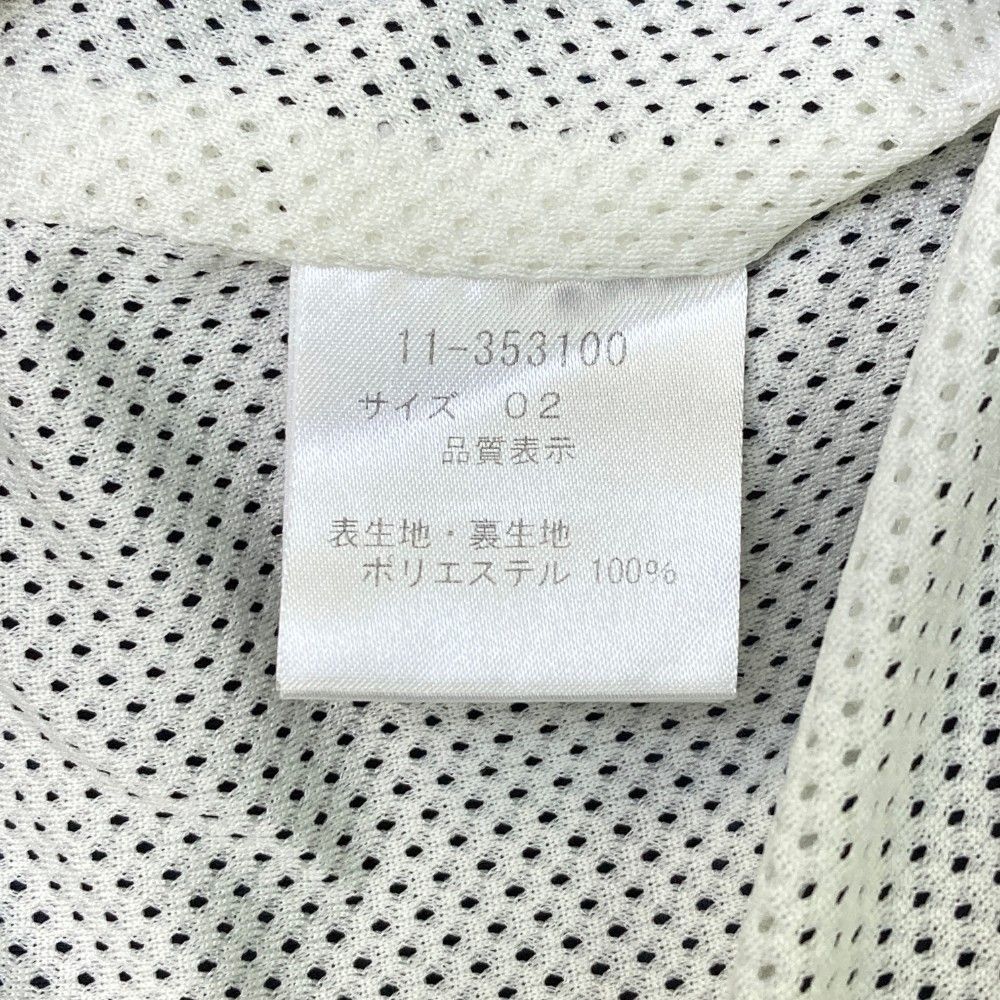 11-353100
サイズ 02
品質表示
表生地・裏生地
ポリエステル 100%